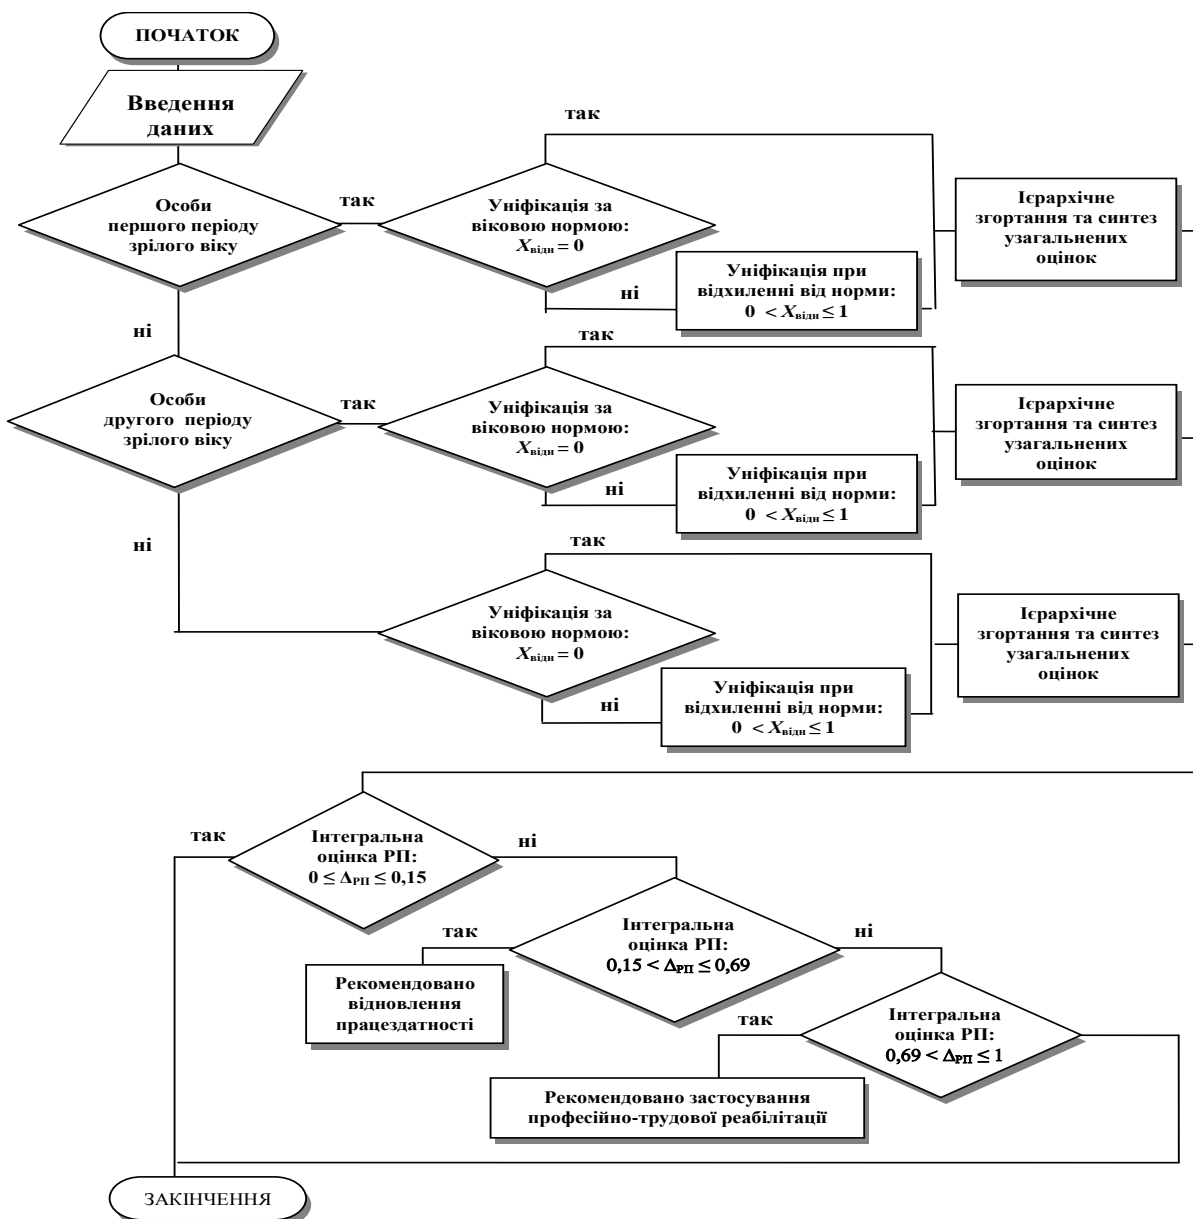 ПОЧАТОК
Введення
даних
так
Особи
першого періоду
зрілого віку
так
Уніфікація за
віковою нормою:
Xвідн = 0
Ієрархічне
згортання та синтез
узагальнених
оцінок
ні
Уніфікація при
відхиленні від норми:
0 < Xвідн ≤ 1
ні
так
Особи
другого періоду
зрілого віку
так
Уніфікація за
віковою нормою:
Xвідн = 0
Ієрархічне
згортання та синтез
узагальнених
оцінок
ні
Уніфікація при
відхиленні від норми:
0 < Xвідн ≤ 1
ні
так
Уніфікація за
віковою нормою:
Xвідн = 0
Ієрархічне
згортання та синтез
узагальнених
оцінок
ні
Уніфікація при
відхиленні від норми:
0 < Xвідн ≤ 1
так
Інтегральна
оцінка РП:
0 ≤ ΔРП ≤ 0,15
ні
так
Інтегральна
оцінка РП:
0,15 < ΔРП ≤ 0,69
ні
Рекомендовано
відновлення
працездатності
так
Інтегральна
оцінка РП:
0,69 < ΔРП ≤ 1
Рекомендовано застосування
професійно-трудової реабілітації
ЗАКІНЧЕННЯ